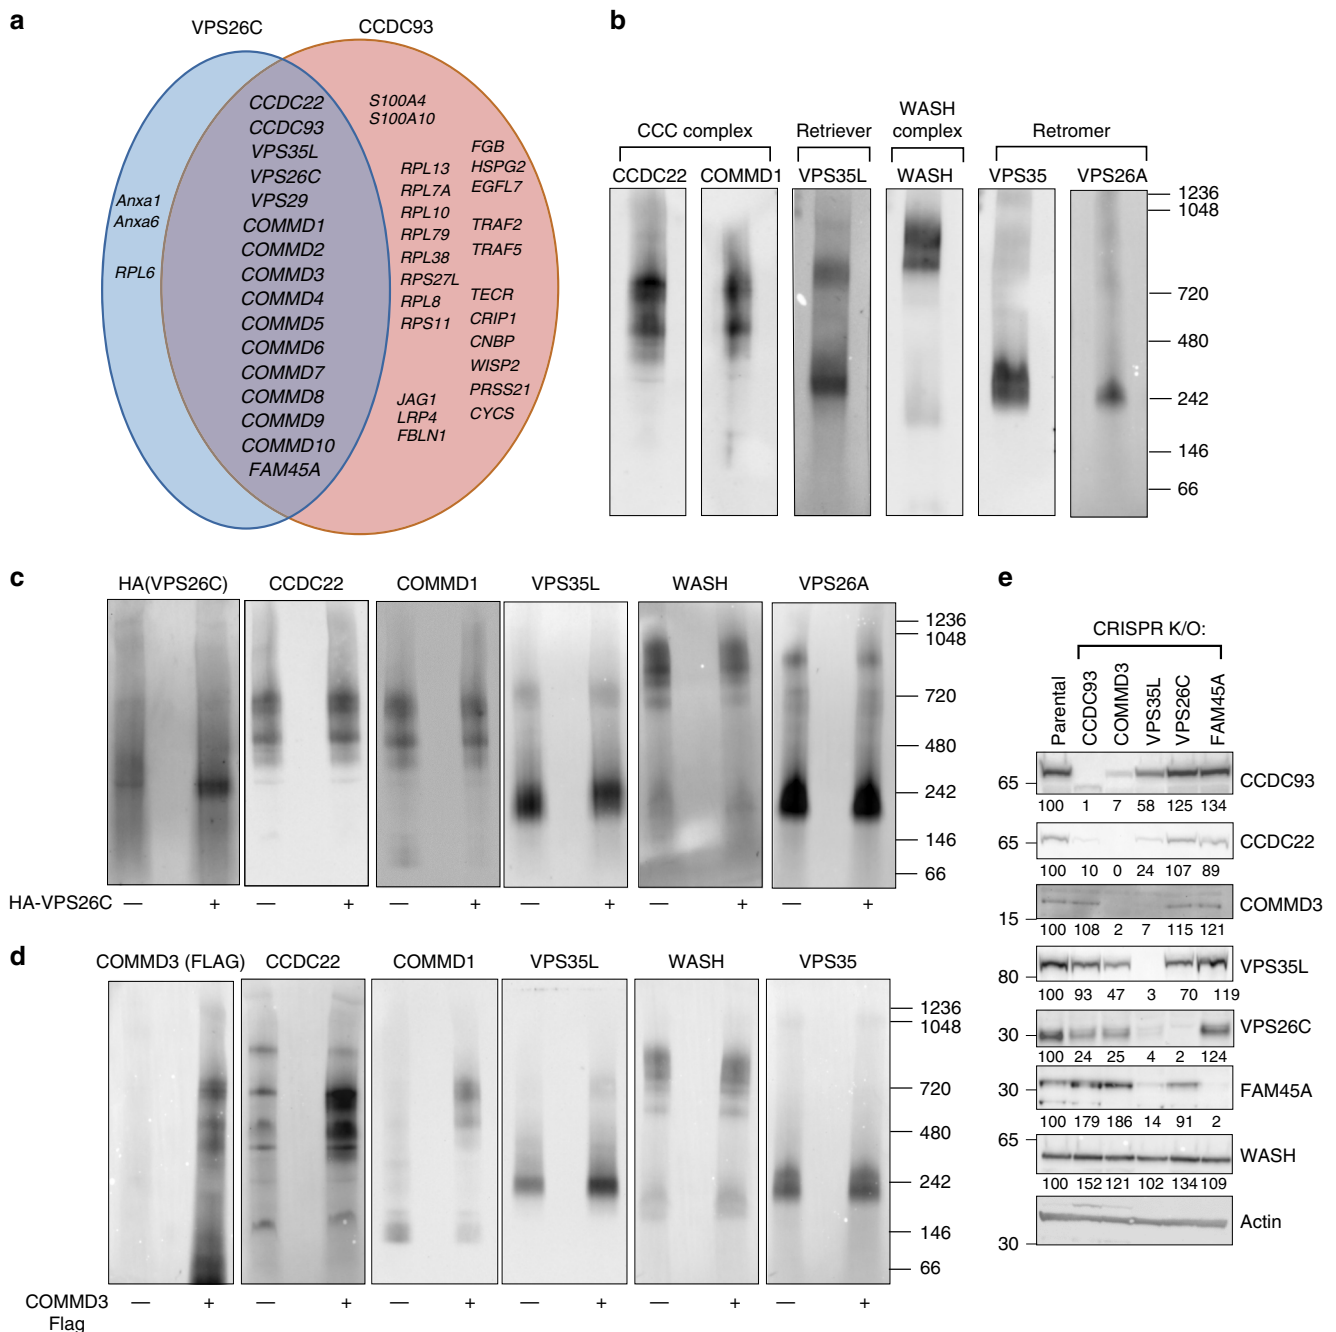 a
VPS26C
CCDC93
CCDC22
CCDC93
VPS35L
VPS26C
VPS29
COMMD1
COMMD2
COMMD3
COMMD4
COMMD5
COMMD6
COMMD7
COMMD8
COMMD9
COMMD10
FAM45A
Anxa1
Anxa6
RPL6
S100A4
S100A10
RPL13
RPL7A
RPL10
RPL79
RPL38
RPS27L
RPL8
RPS11
JAG1
LRP4
FBLN1
FGB
HSPG2
EGFL7
TRAF2
TRAF5
TECR
CRIP1
CNBP
WISP2
PRSS21
CYCS
b
CCC complex
Retriever
WASH
complex
Retromer
CCDC22
COMMD1
VPS35L
WASH
VPS35
VPS26A
1236
1048
720
480
242
146
66
c
HA(VPS26C)
CCDC22
COMMD1
VPS35L
WASH
VPS26A
1236
1048
720
480
242
146
66
HA-VPS26C — + — + — + — + — + — +
d
COMMD3 (FLAG)
CCDC22
COMMD1
VPS35L
WASH
VPS35
1236
1048
720
480
242
146
66
COMMD3 — + — + — + — + — + — +
Flag
e
CRISPR K/O:
Parental
CCDC93
COMMD3
VPS35L
VPS26C
FAM45A
65 CCDC93
100 1 7 58 125 134
65 CCDC22
100 10 0 24 107 89
COMMD3
15
100 108 2 7 115 121
VPS35L
80
100 93 47 3 70 119
30 VPS26C
100 24 25 4 2 124
30 FAM45A
100 179 186 14 91 2
65
WASH
100 152 121 102 134 109
Actin
30